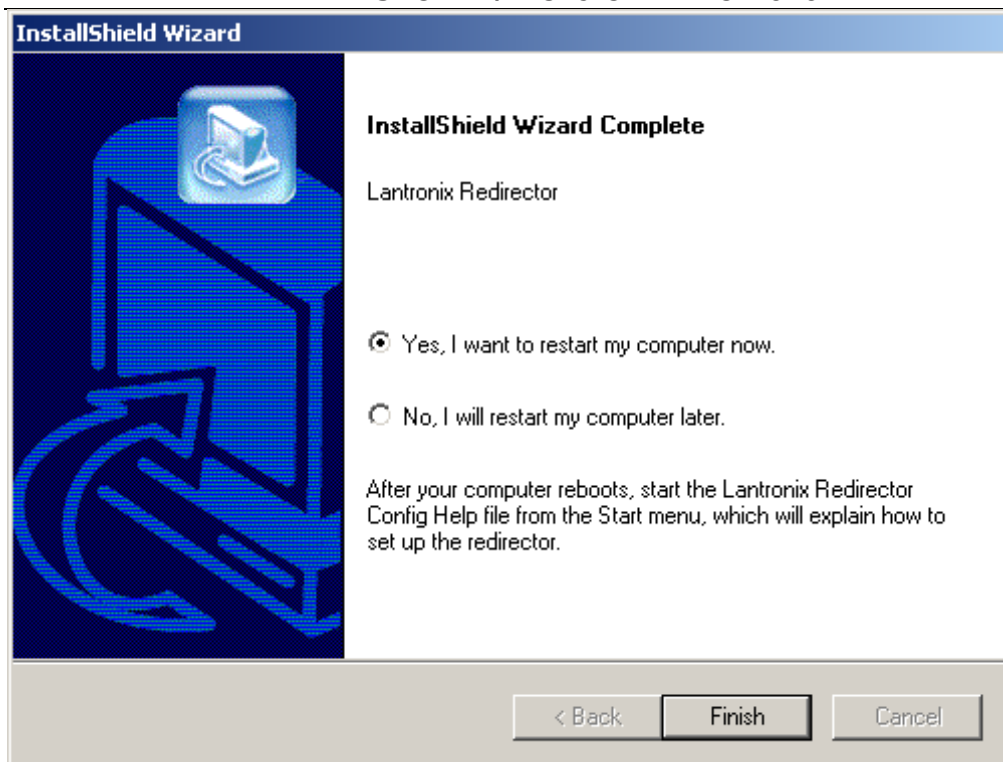 InstallShield Wizard
InstallShield Wizard Complete
Lantronix Redirector
Yes, I want to restart my computer now.
No, I will restart my computer later.
After your computer reboots, start the Lantronix Redirector
Config Help file from the Start menu, which will explain how to
set up the redirector.
< Back
Finish
Cancel